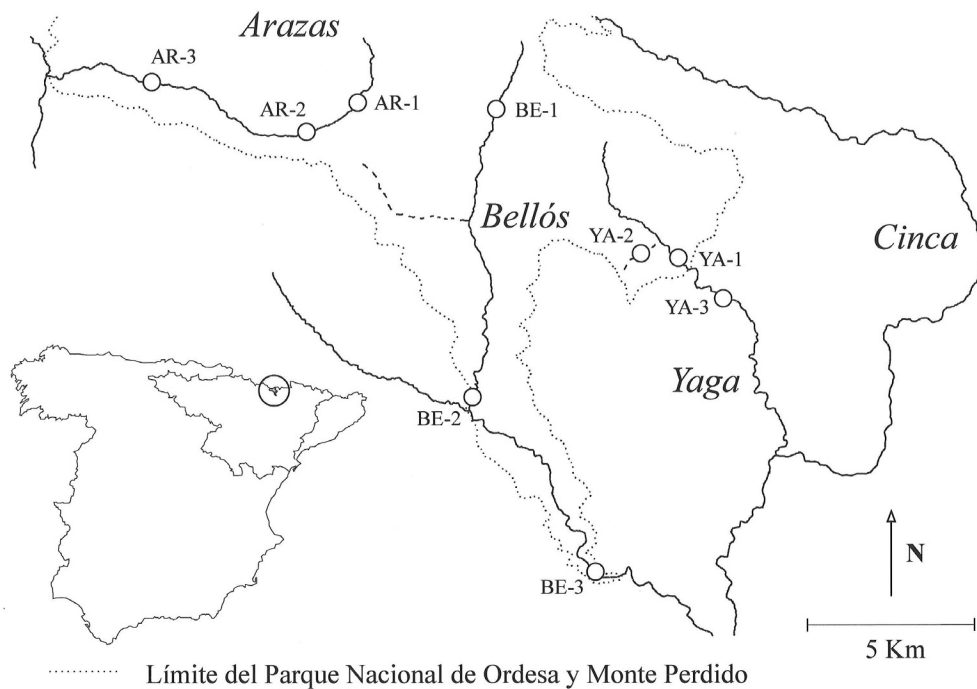 Arazas
AR-3
AR-2
AR-1
BE-1
Bellós
YA-2
YA-1
YA-3
Cinca
Yaga
BE-2
BE-3
N
5 Km
Límite del Parque Nacional de Ordesa y Monte Perdido